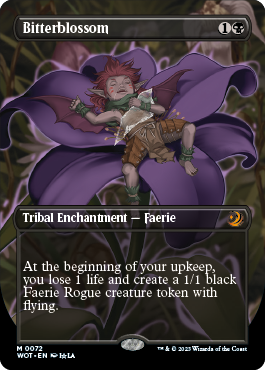 Bitterblossom 1
Tribal Enchantment — Faerie
At the beginning of your upkeep,
you lose 1 life and create a 1/1 black
Faerie Rogue creature token with
flying.
M 0072
WOT • EN ™ & © 2023 Wizards of the Coast